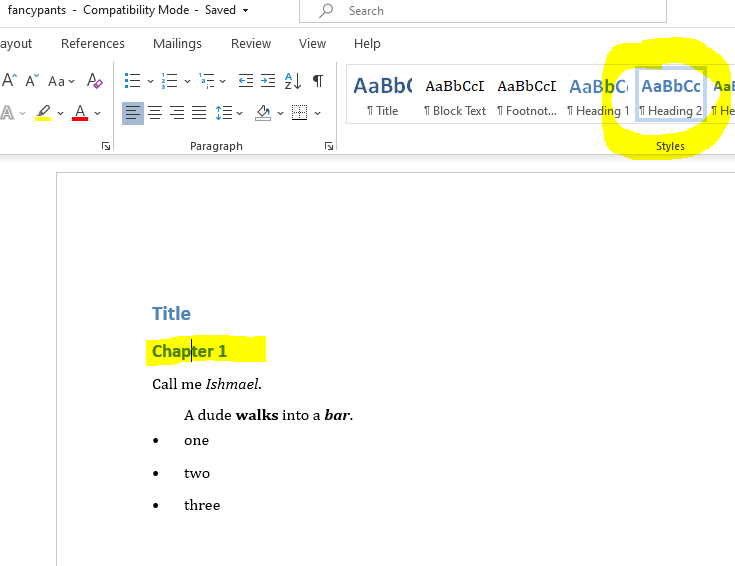 fancypants - Compatibility Mode - Saved
Search
ayout References Mailings Review View Help
A A Aa A A Z
A A
AaBb( AaBbCcI AaBbCcI AaBbC AaBbCc Aa
¶ Title ¶ Block Text ¶ Footnot... ¶ Heading 1 ¶ Heading 2 ¶ He
Paragraph Styles
Title
Chapter 1
Call me Ishmael.
A dude walks into a bar.
• one
• two
• three